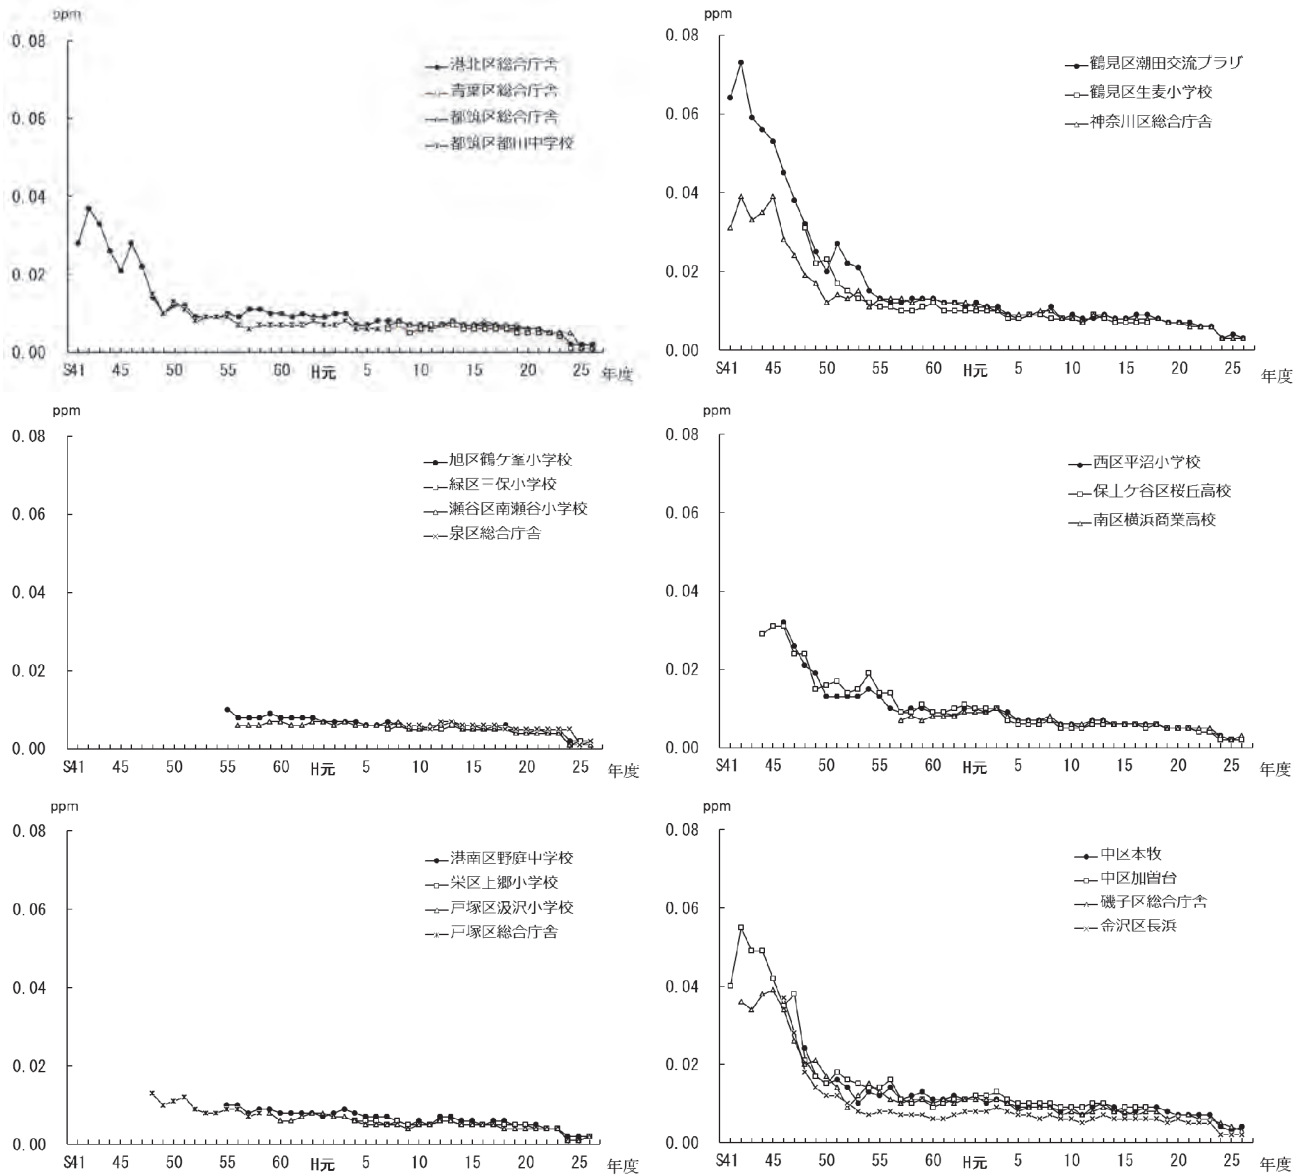 ppm
0.08
0.06
0.04
0.02
0.00
港北区総合庁舎
青葉区総合庁舎
都筑区総合庁舎
都筑区都田中学校
S41 45 50 55 60 H元 5 10 15 20 25 年度
ppm
0.08
0.06
0.04
0.02
0.00
鶴見区潮田交流プラザ
鶴見区生麦小学校
神奈川区総合庁舎
S41 45 50 55 60 H元 5 10 15 20 25 年度
ppm
0.08
0.06
0.04
0.02
0.00
旭区鶴ケ峯小学校
緑区三保小学校
瀬谷区南瀬谷小学校
泉区総合庁舎
S41 45 50 55 60 H元 5 10 15 20 25 年度
ppm
0.08
0.06
0.04
0.02
0.00
西区平沼小学校
保土ケ谷区桜丘高校
南区横浜商業高校
S41 45 50 55 60 H元 5 10 15 20 25 年度
ppm
0.08
0.06
0.04
0.02
0.00
港南区野庭中学校
栄区上郷小学校
戸塚区汲沢小学校
戸塚区総合庁舎
S41 45 50 55 60 H元 5 10 15 20 25 年度
ppm
0.08
0.06
0.04
0.02
0.00
中区本牧
中区加曽台
磯子区総合庁舎
金沢区長浜
S41 45 50 55 60 H元 5 10 15 20 25 年度